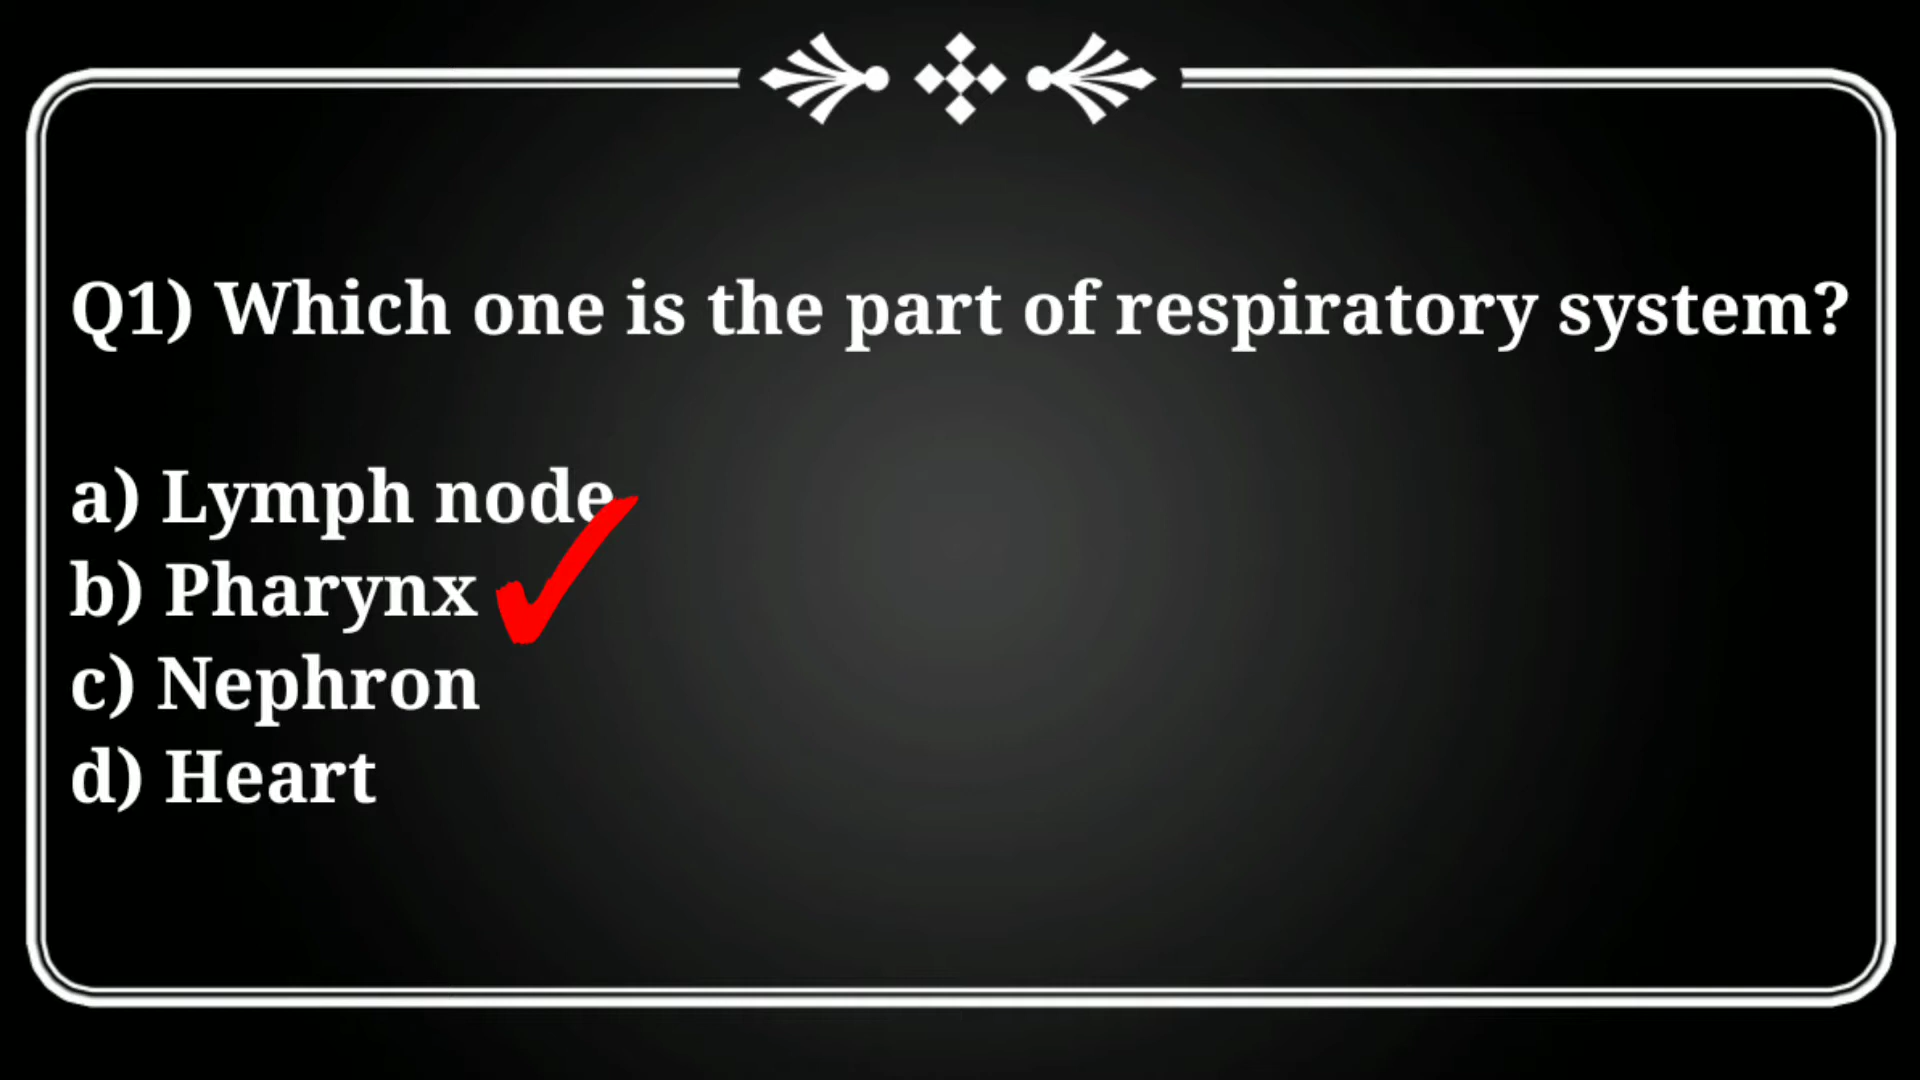 Q1) Which one is the part of respiratory system?
a) Lymph node
b) Pharynx
c) Nephron
d) Heart